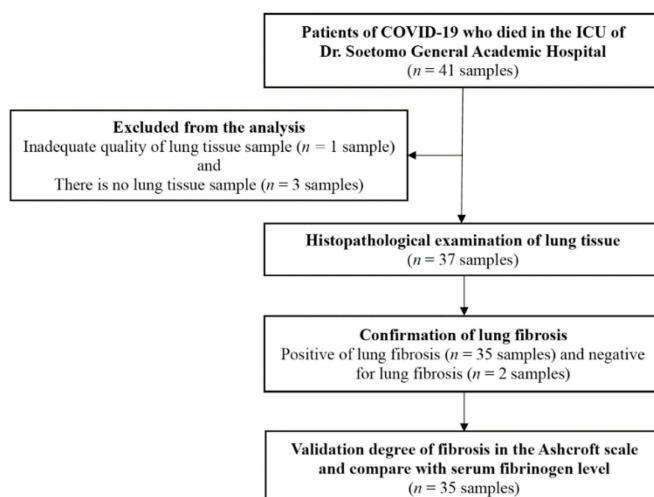 Patients of COVID-19 who died in the ICU of
Dr. Soetomo General Academic Hospital
(n = 41 samples)
Excluded from the analysis
Inadequate quality of lung tissue sample (n = 1 sample)
and
There is no lung tissue sample (n = 3 samples)
Histopathological examination of lung tissue
(n = 37 samples)
Confirmation of lung fibrosis
Positive of lung fibrosis (n = 35 samples) and negative
for lung fibrosis (n = 2 samples)
Validation degree of fibrosis in the Ashcroft scale
and compare with serum fibrinogen level
(n = 35 samples)